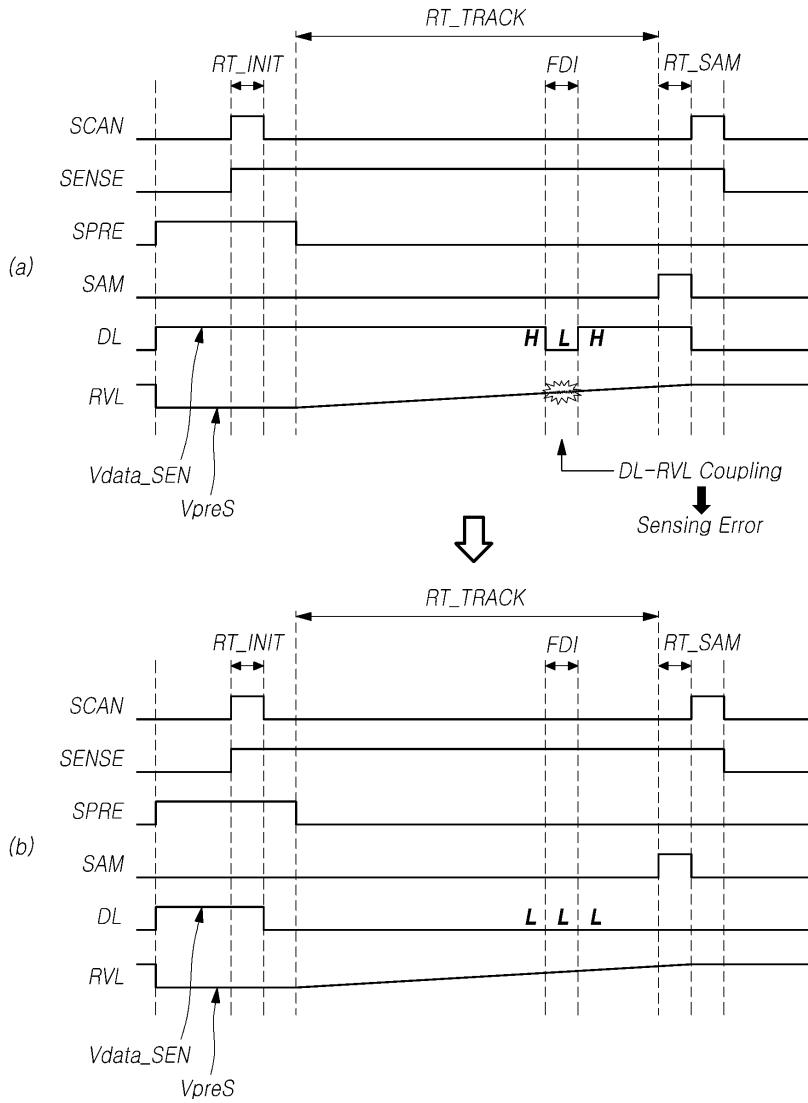 RT_TRACK
RT_INIT FDI RT_SAM
SCAN
SENSE
SPRE
(a)
SAM
DL H L H
RVL
Vdata_SEN
VpreS
DL-RVL Coupling
Sensing Error
RT_TRACK
RT_INIT FDI RT_SAM
SCAN
SENSE
SPRE
(b)
SAM
DL L L L
RVL
Vdata_SEN
VpreS